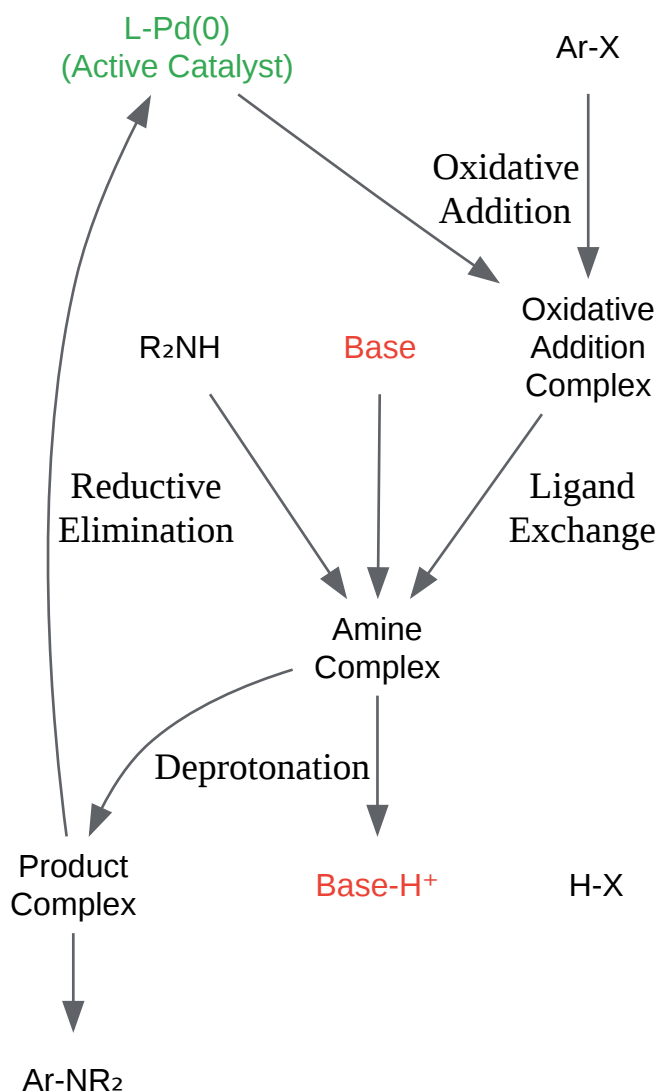 L-Pd(0)
(Active Catalyst)
Ar-X
Oxidative
Addition
Oxidative
Addition
Complex
R₂NH
Base
Reductive
Elimination
Ligand
Exchange
Amine
Complex
Deprotonation
Product
Complex
Base-H⁺
H-X
Ar-NR₂